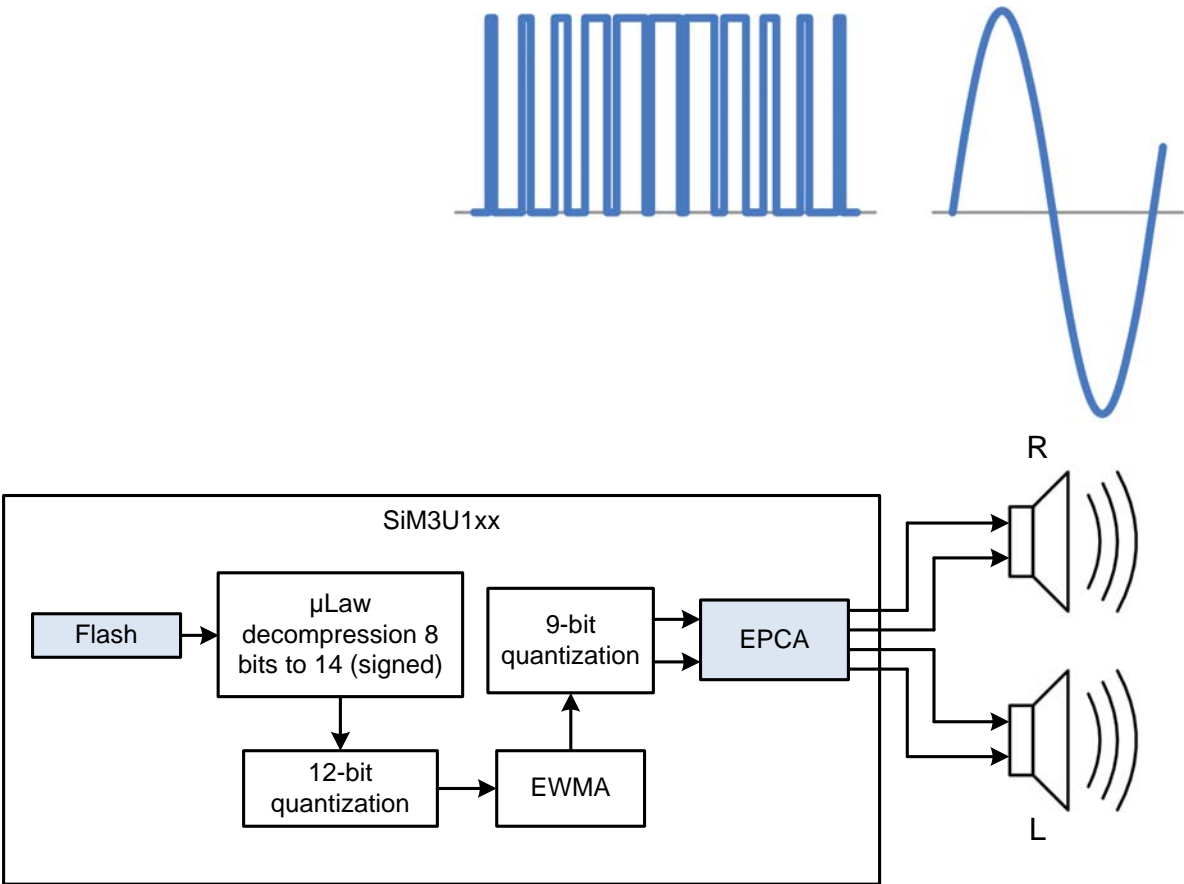 R
SiM3U1xx
Flash
µLaw
decompression 8
bits to 14 (signed)
9-bit
quantization
EPCA
12-bit
quantization
EWMA
L